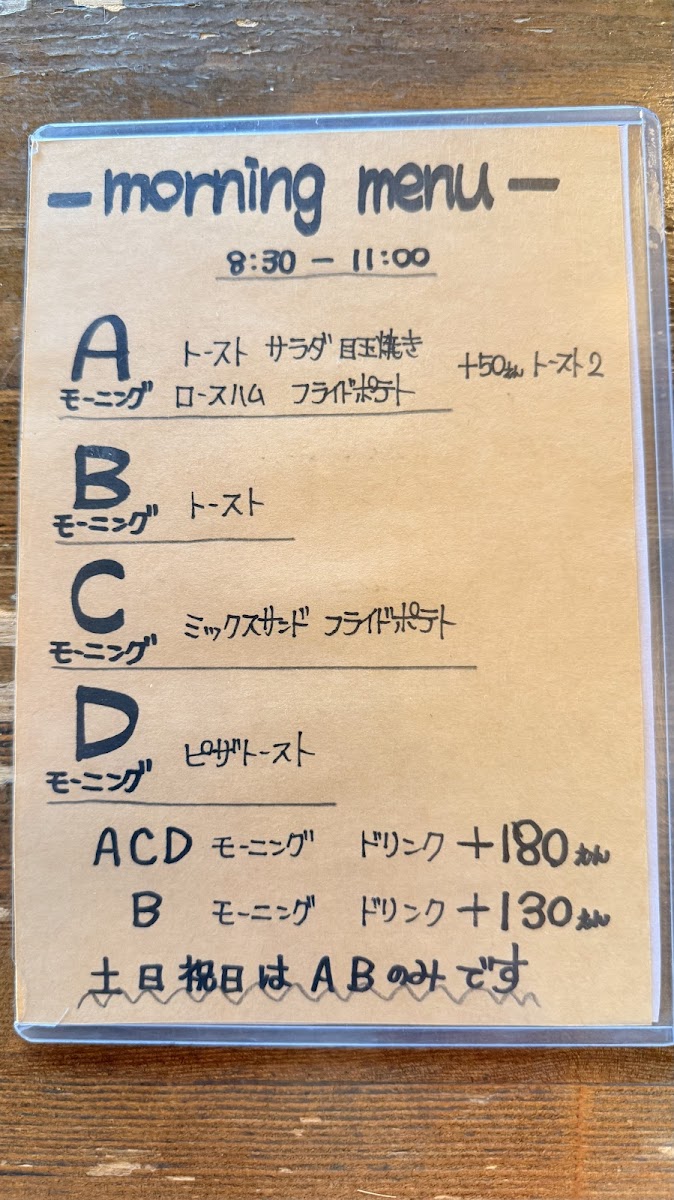 — morning menu —
8:30 — 11:00
A モーニング
トースト サラダ 目玉焼き
ロースハム フライドポテト
+50えん トースト2
B モーニング
トースト
C モーニング
ミックスサンド フライドポテト
D モーニング
ピザトースト
ACD モーニング ドリンク +180えん
B モーニング ドリンク +130えん
土日祝日は ABのみです